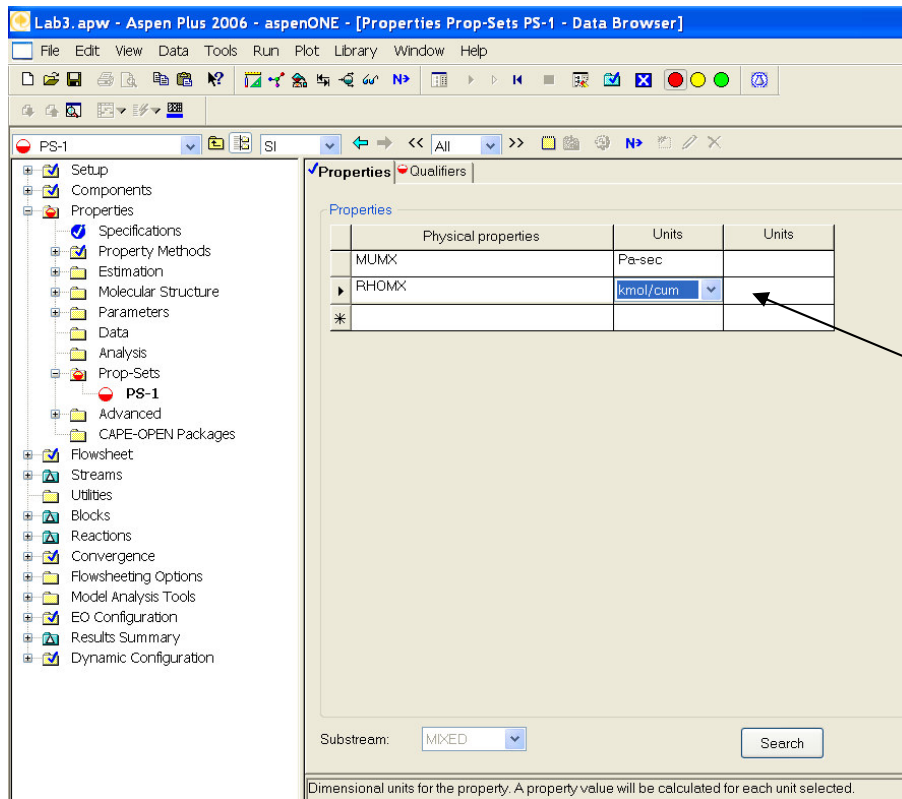 Lab3.apw - Aspen Plus 2006 - aspenONE - [Properties Prop-Sets PS-1 - Data Browser]
File Edit View Data Tools Run Plot Library Window Help
N>
PS-1 SI << All >> N>
Setup
Components
Properties
Specifications
Property Methods
Estimation
Molecular Structure
Parameters
Data
Analysis
Prop-Sets
PS-1
Advanced
CAPE-OPEN Packages
Flowsheet
Streams
Utilities
Blocks
Reactions
Convergence
Flowsheeting Options
Model Analysis Tools
EO Configuration
Results Summary
Dynamic Configuration
Properties Qualifiers
Properties
Physical properties Units Units
MUMX Pa-sec
RHOMX kmol/cum
Substream: MIXED Search
Dimensional units for the property. A property value will be calculated for each unit selected.